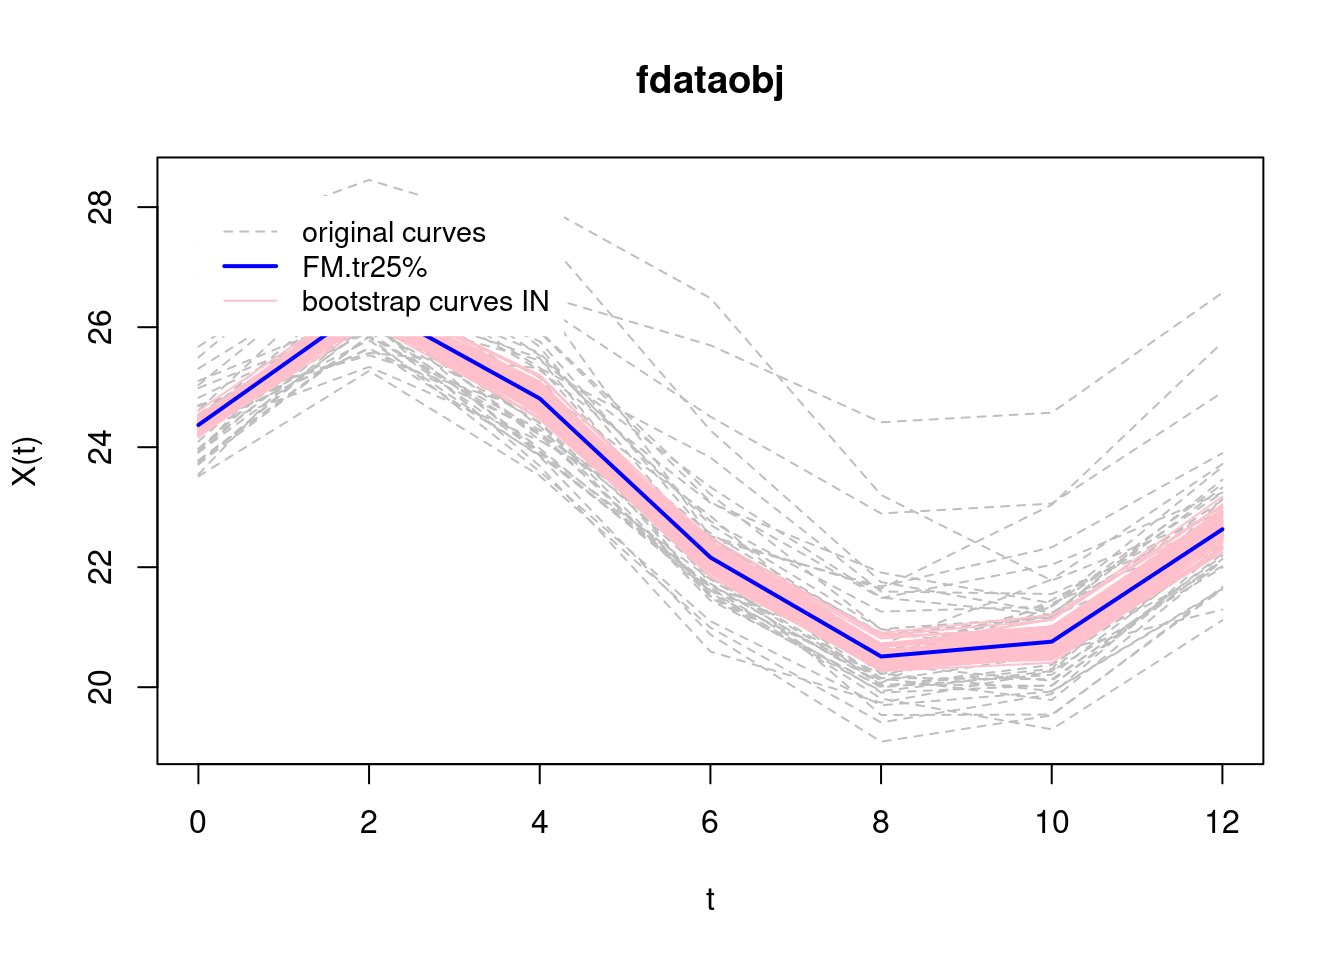 fdataobj
X(t)
28
26
24
22
20
original curves
FM.tr25%
bootstrap curves IN
0 2 4 6 8 10 12
t